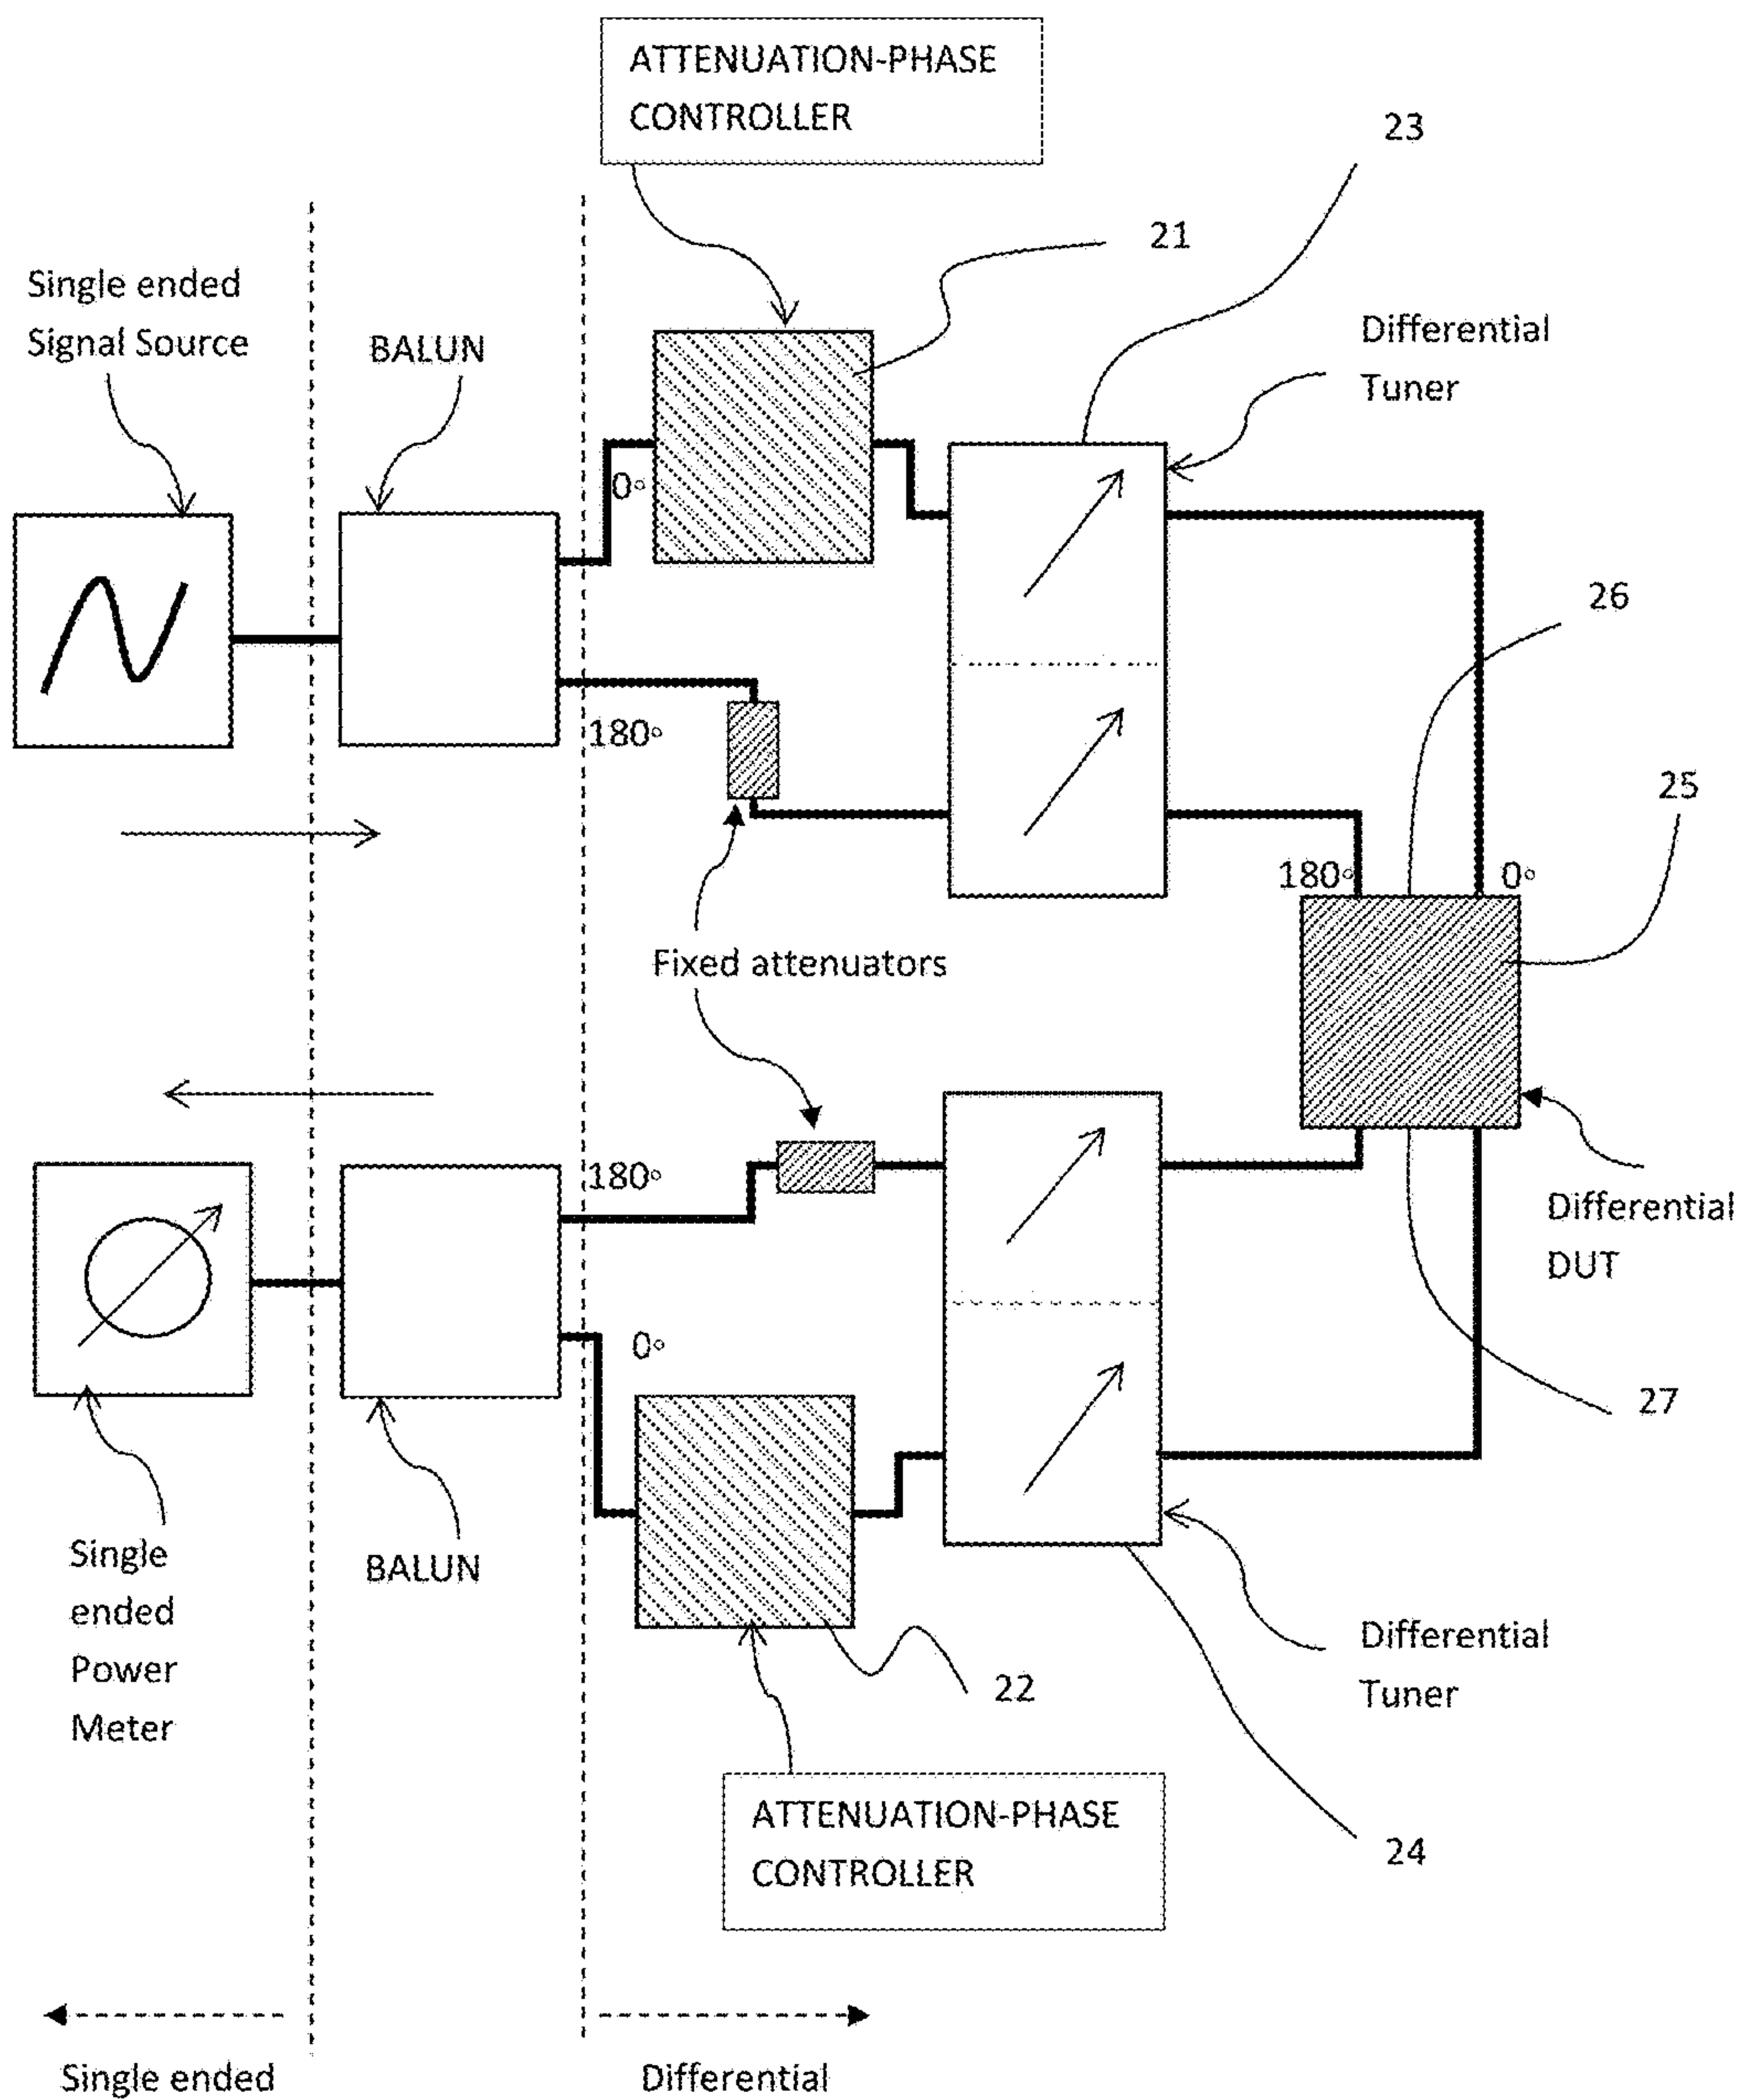 ATTENUATION-PHASE
CONTROLLER
23
21
Single ended
Signal Source
BALUN
Differential
Tuner
0°
26
180°
25
180°
0°
Fixed attenuators
180°
Differential
DUT
0°
27
Single
ended
Power
Meter
BALUN
Differential
Tuner
22
ATTENUATION-PHASE
CONTROLLER
24
Single ended
Differential